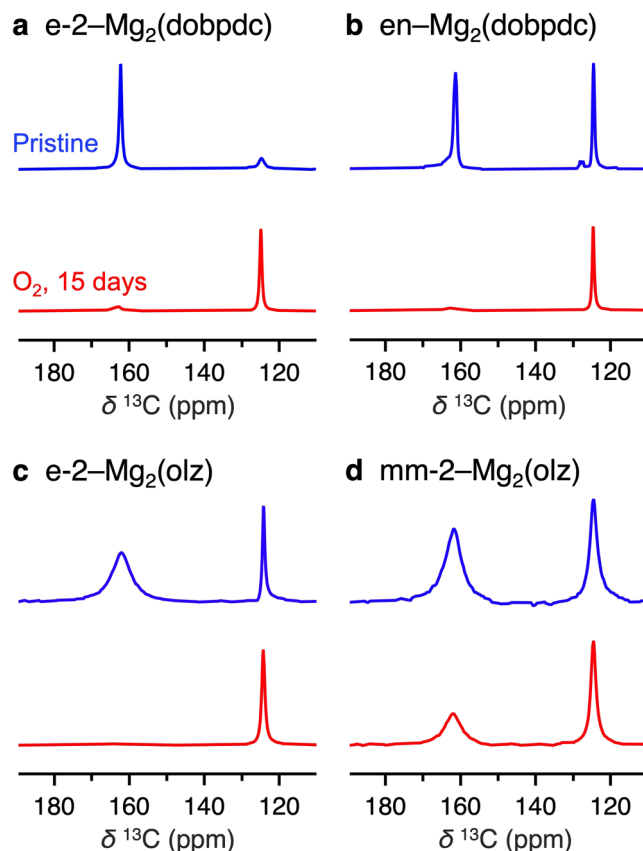 a e-2–Mg₂(dobpdc)
Pristine
O₂, 15 days
180 160 140 120
δ ¹³C (ppm)
b en–Mg₂(dobpdc)
180 160 140 120
δ ¹³C (ppm)
c e-2–Mg₂(olz)
180 160 140 120
δ ¹³C (ppm)
d mm-2–Mg₂(olz)
180 160 140 120
δ ¹³C (ppm)